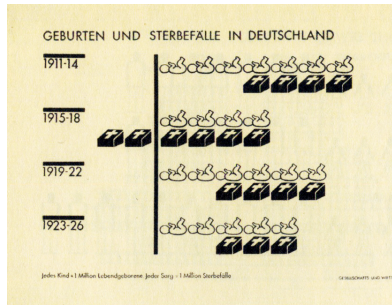 GEBURTEN UND STERBEFÄLLE IN DEUTSCHLAND
1911-14
1915-18
1919-22
1923-26
Jedes Kind = 1 Million Lebendgeborene Jeder Sarg = 1 Million Sterbefälle